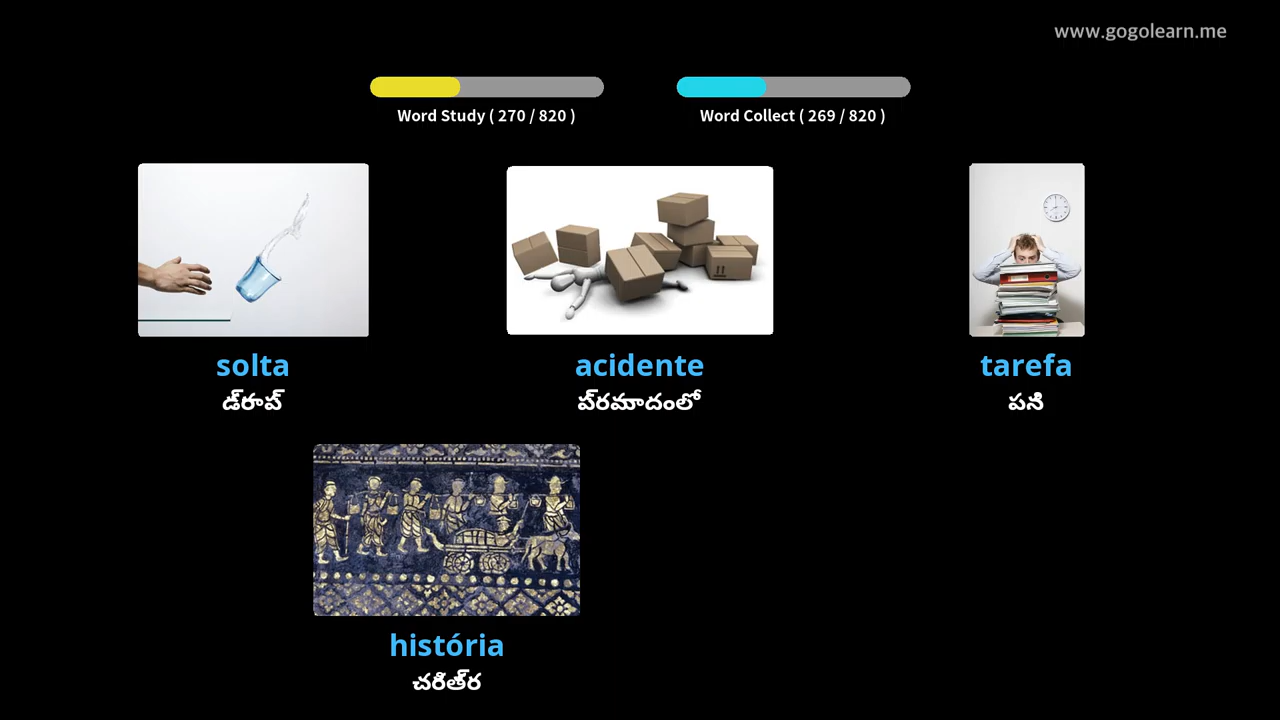 www.gogolearn.me
Word Study ( 270 / 820 )
Word Collect ( 269 / 820 )
solta
డ్రాప్
acidente
ప్రమాదంలో
tarefa
పని
história
చరిత్ర